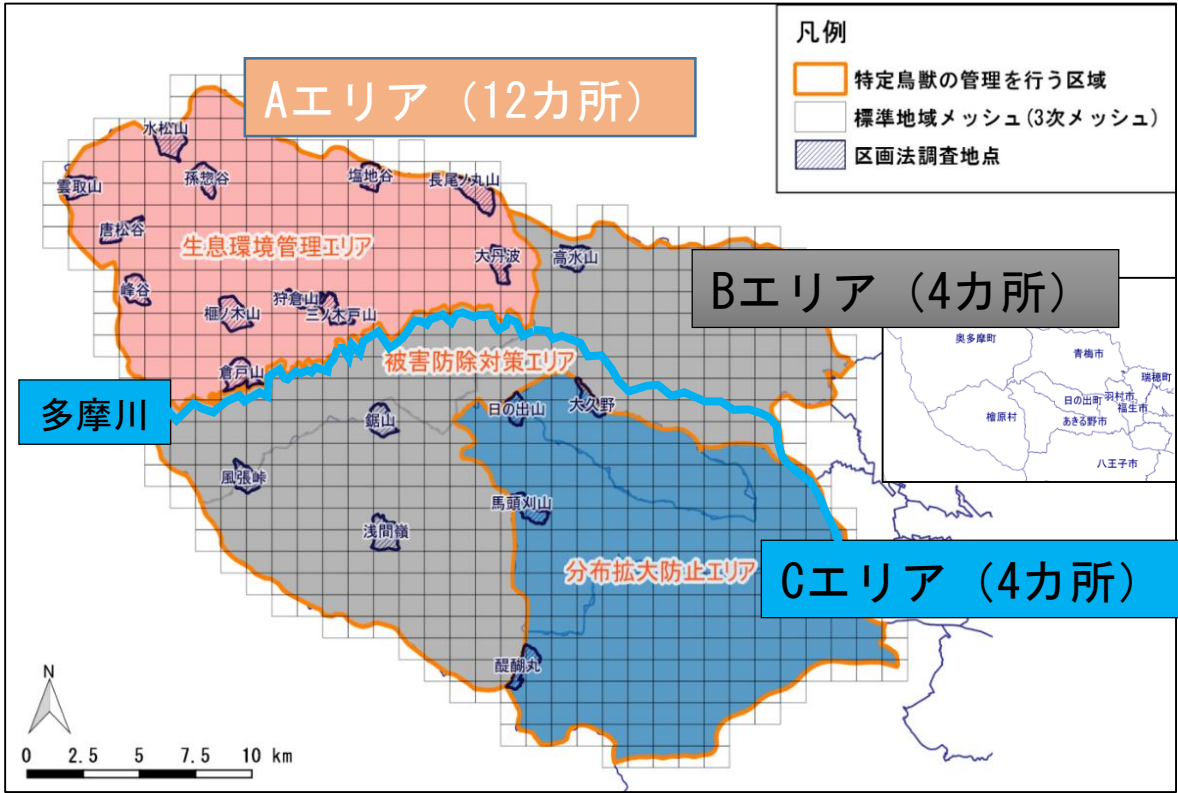 凡例
特定鳥獣の管理を行う区域
標準地域メッシュ(3次メッシュ)
区画法調査地点
Aエリア（12カ所）
水松山
雲取山
孫惣谷
塩地谷
長尾ノ丸山
唐松谷
生息環境管理エリア
大丹波
高水山
峰谷
狩倉山
榧ノ木山
三ノ木戸山
Bエリア（4カ所）
奥多摩町
青梅市
瑞穂町
日の出町
羽村市
福生市
檜原村
あきる野市
八王子市
被害防除対策エリア
倉戸山
多摩川
鋸山
日の出山
大久野
風張峠
馬頭刈山
浅間嶺
分布拡大防止エリア
Cエリア（4カ所）
醍醐丸
N
0 2.5 5 7.5 10 km